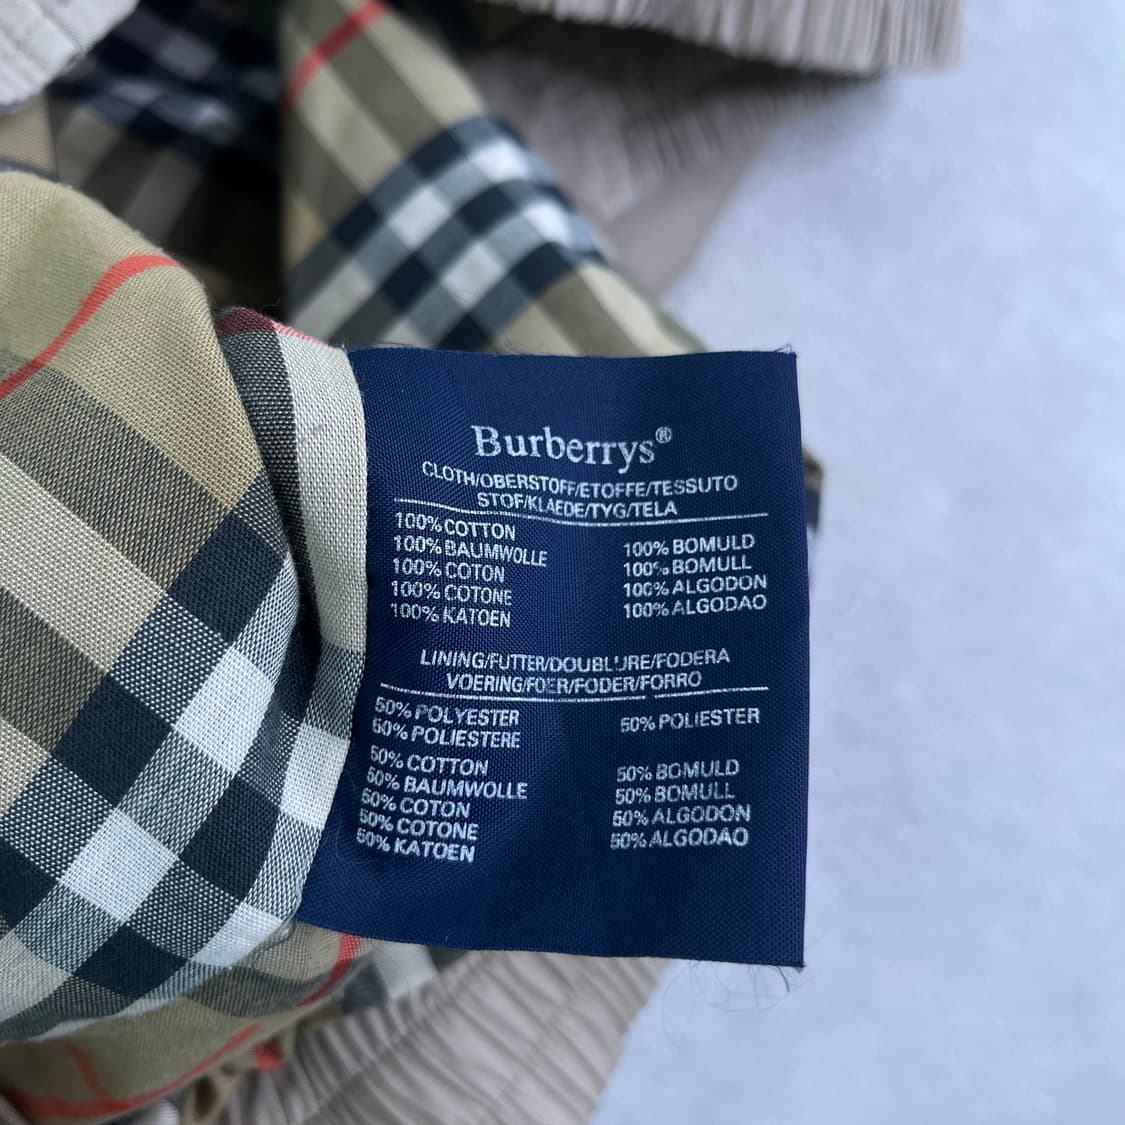 Burberrys®
CLOTH/OBERSTOFF/ETOFFE/TESSUTO
STOF/KLAEDE/TYG/TELA
100% COTTON
100% BAUMWOLLE
100% COTON
100% COTONE
100% KATOEN
100% BOMULD
100% BOMULL
100% ALGODON
100% ALGODAO
LINING/FUTTER/DOUBLURE/FODERA
VOERING/FOER/FODER/FORRO
50% POLYESTER
50% POLIESTERE
50% POLIESTER
50% COTTON
50% BAUMWOLLE
50% COTON
50% COTONE
50% KATOEN
50% BOMULD
50% BOMULL
50% ALGODON
50% ALGODAO